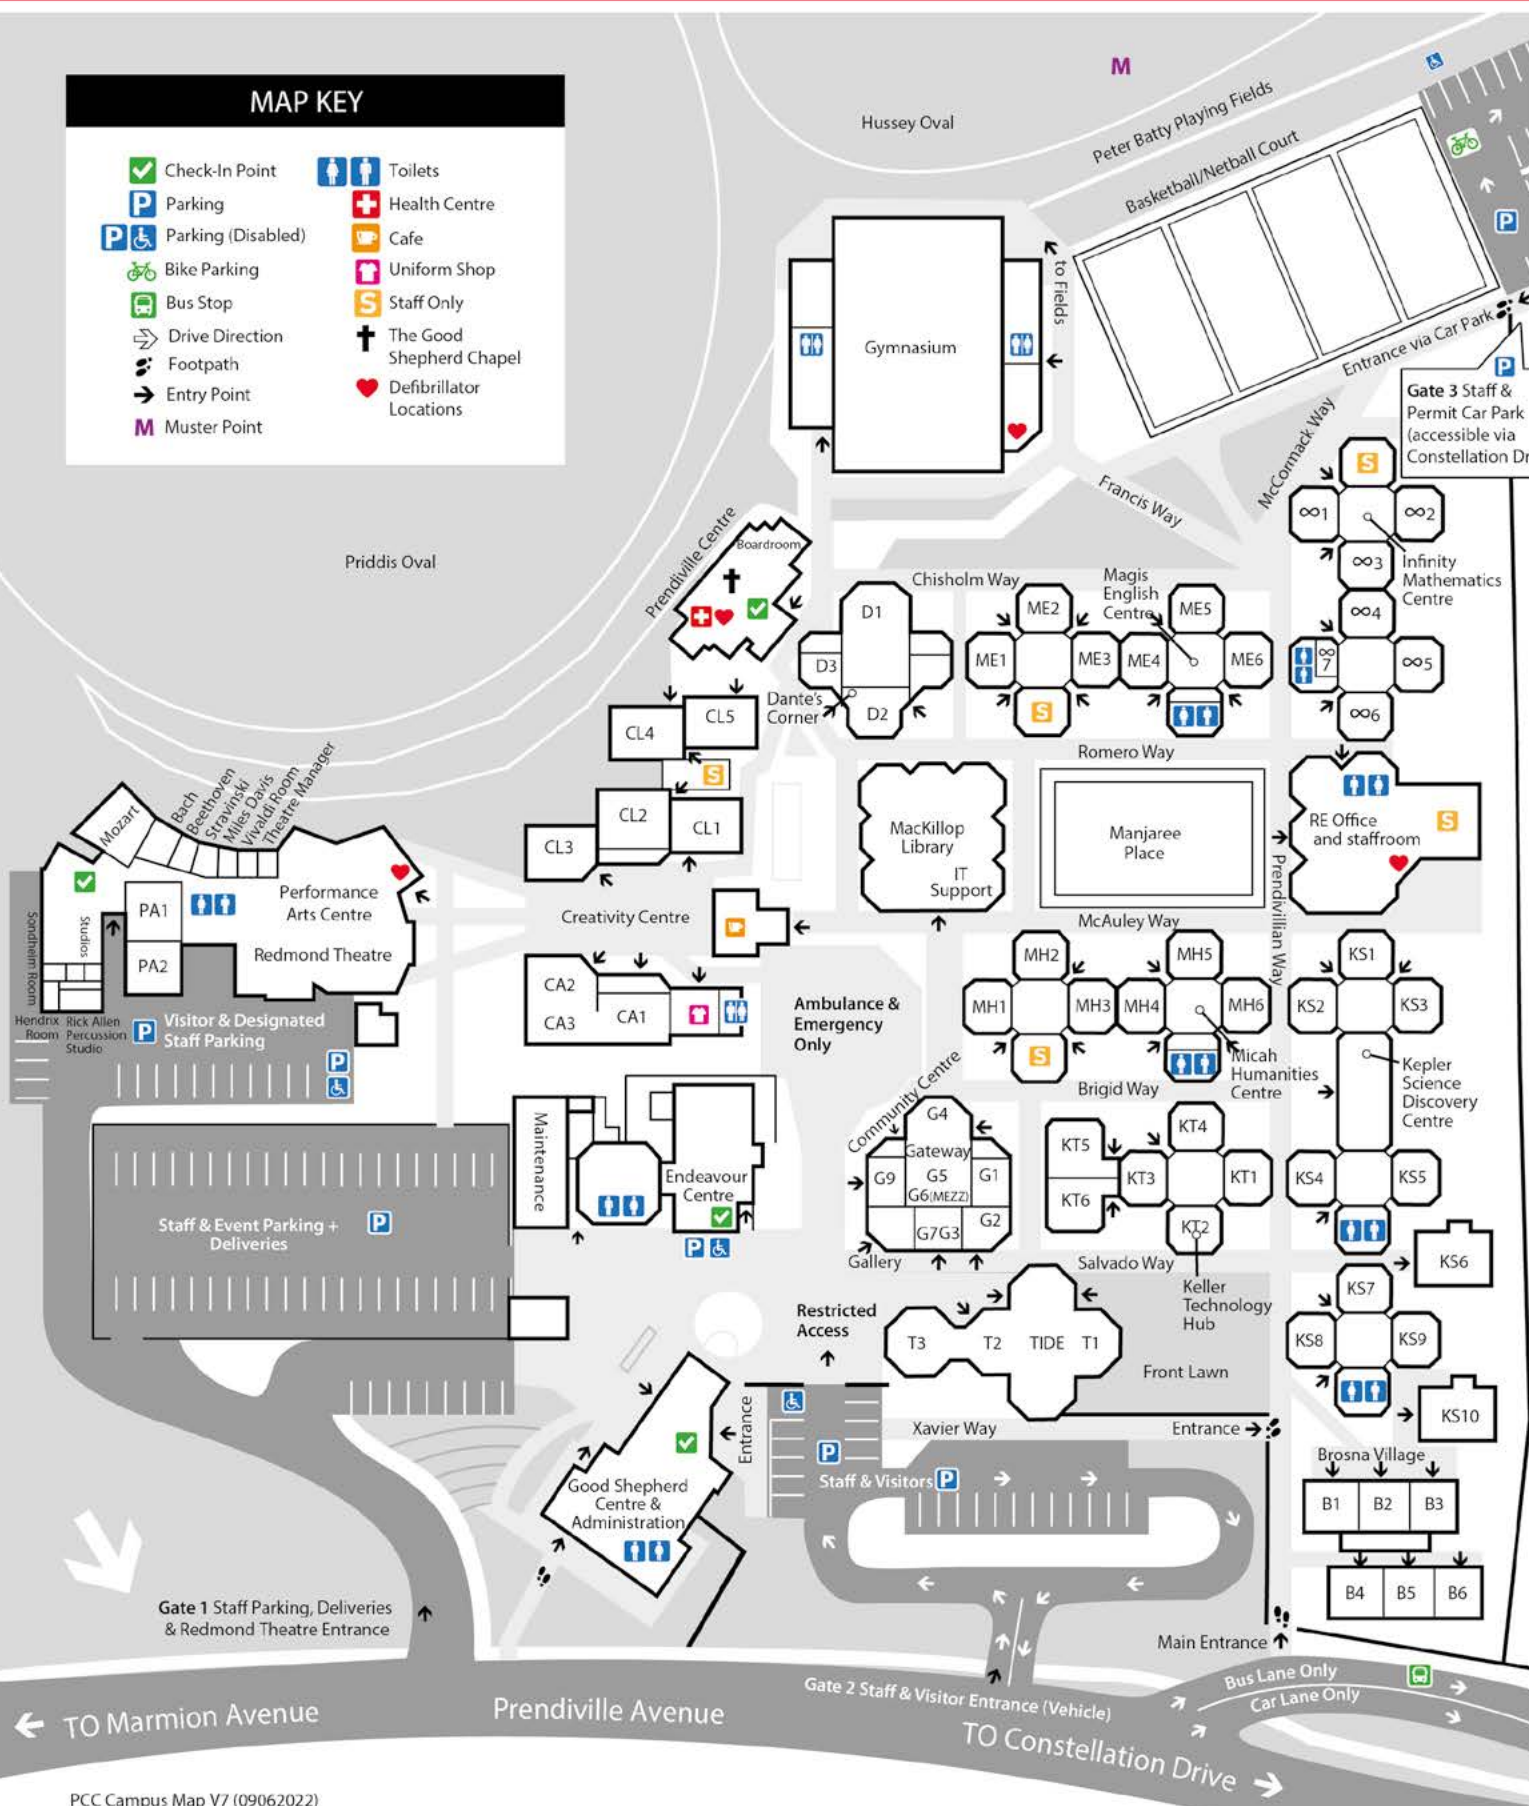 MAP KEY
Check-In Point
Parking
Parking (Disabled)
Bike Parking
Bus Stop
Drive Direction
Footpath
Entry Point
M Muster Point
Toilets
Health Centre
Cafe
Uniform Shop
S Staff Only
The Good
Shepherd Chapel
Defibrillator
Locations
M
Hussey Oval
Peter Batty Playing Fields
Basketball/Netball Court
to Fields
Gymnasium
Entrance via Car Park
P
P
Gate 3 Staff &
Permit Car Park
(accessible via
Constellation Dr
McCormack Way
Francis Way
Priddis Oval
Prendiville Centre
Boardroom
Chisholm Way
Magis
English
Centre
S
∞1
∞2
∞3
∞4
∞5
∞6
∞
7
Infinity
Mathematics
Centre
D1
D3
D2
Dante's
Corner
ME1
ME2
ME3
ME4
ME5
ME6
S
Romero Way
CL4
CL5
S
CL2
CL1
CL3
MacKillop
Library
IT
Support
Manjaree
Place
RE Office
and staffroom
S
Prendivillian Way
McAuley Way
Mozart
Bach
Beethoven
Stravinski
Miles Davis
Vivaldi Room
Theatre Manager
PA1
PA2
Studios
Sondheim Room
Hendrix
Room
Rick Allen
Percussion
Studio
Performance
Arts Centre
Redmond Theatre
P
Visitor & Designated
Staff Parking
P
Creativity Centre
CA2
CA3
CA1
Ambulance &
Emergency
Only
MH1
MH2
MH3
MH4
MH5
MH6
S
Micah
Humanities
Centre
Brigid Way
KS1
KS2
KS3
Kepler
Science
Discovery
Centre
KS4
KS5
KS6
KS7
KS8
KS9
KS10
Community Centre
G4
Gateway
G9
G5
G6(MEZZ)
G1
G2
G7
G3
Gallery
KT5
KT6
KT3
KT4
KT1
KT2
Salvado Way
Keller
Technology
Hub
Maintenance
Endeavour
Centre
P
Staff & Event Parking +
Deliveries
P
Restricted
Access
T3
T2
TIDE
T1
Front Lawn
Xavier Way
Entrance
Entrance
P
Staff & Visitors P
Good Shepherd
Centre &
Administration
Brosna Village
B1
B2
B3
B4
B5
B6
Gate 1 Staff Parking, Deliveries
& Redmond Theatre Entrance
Main Entrance
Bus Lane Only
Car Lane Only
Gate 2 Staff & Visitor Entrance (Vehicle)
TO Marmion Avenue
Prendiville Avenue
TO Constellation Drive
PCC Campus Map V7 (09062022)